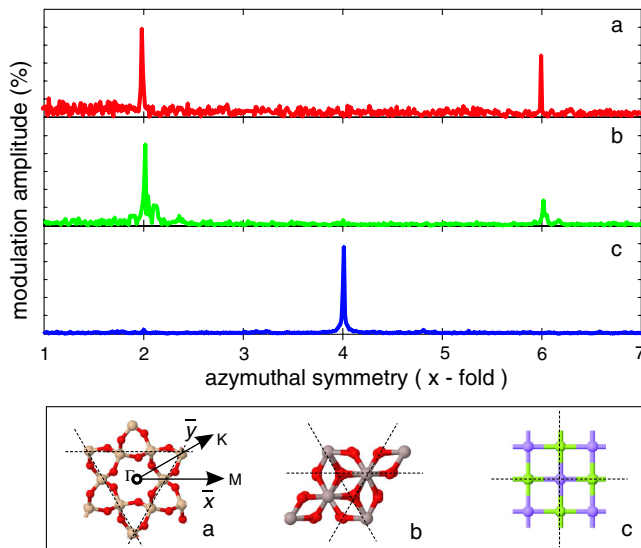 a
modulation amplitude (%)
b
c
1 2 3 4 5 6 7
azymuthal symmetry ( x - fold )
y K
Γ M
x
a b c